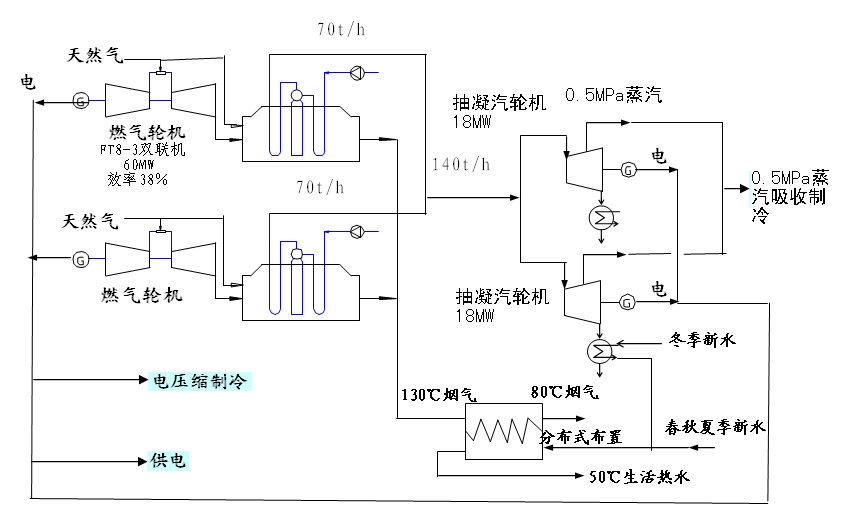 70t/h
天然气
电
G
燃气轮机
FT8-3双联机
60MW
效率38%
抽凝汽轮机
18MW
0.5MPa蒸汽
140t/h
电
G
0.5MPa蒸
汽吸收制
冷
70t/h
天然气
G
燃气轮机
抽凝汽轮机
18MW
电
G
冬季新水
电压缩制冷
130℃烟气
80℃烟气
分布式布置
春秋夏季新水
供电
50℃生活热水